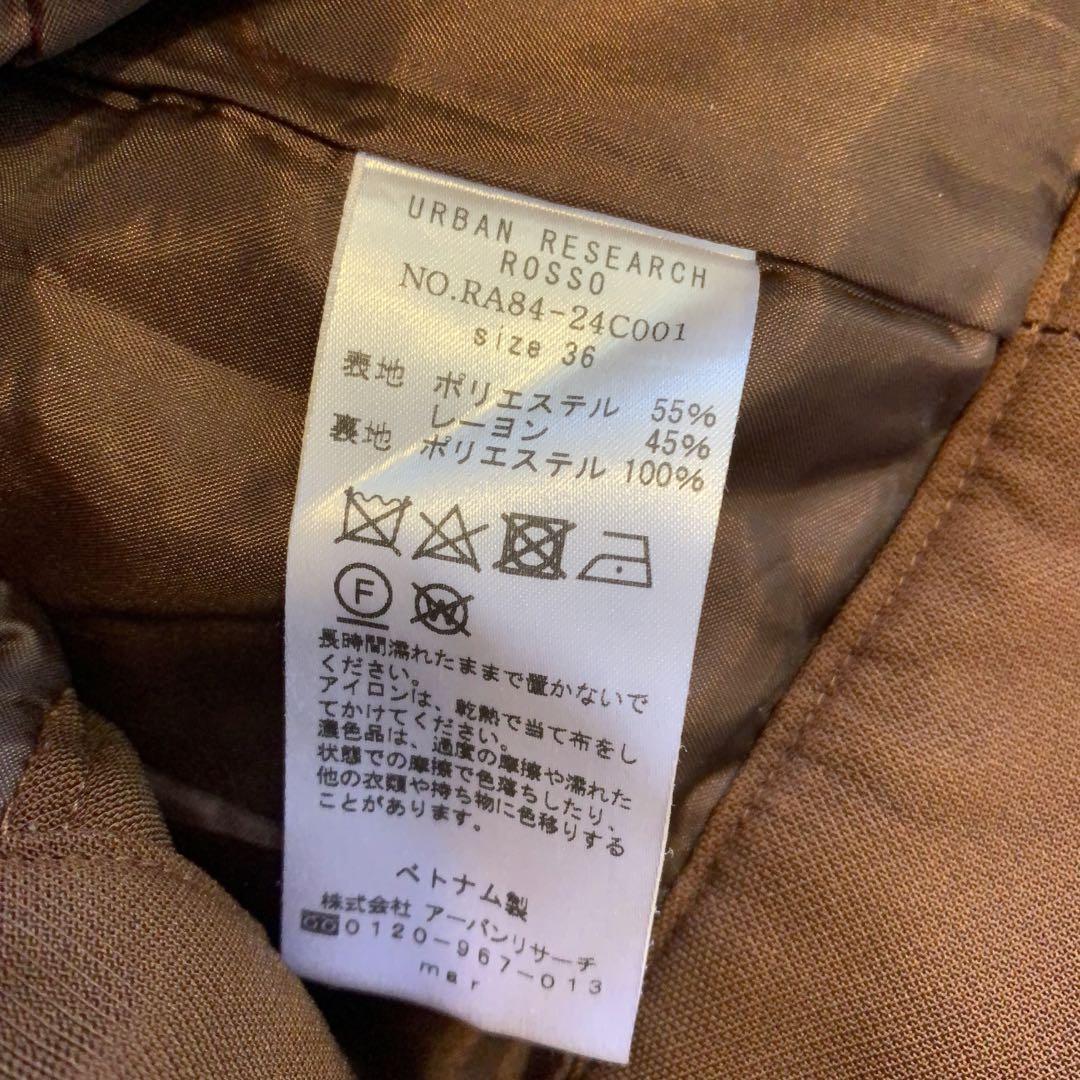 URBAN RESEARCH
ROSSO
NO.RA84-24C001
size 36
表地 ポリエステル 55%
レーヨン 45%
裏地 ポリエステル 100%
F
W
長時間濡れたままで置かないで
ください。
アイロンは、乾熱で当て布をし
てかけてください。
濃色品は、過度の摩擦や濡れた
状態での摩擦で色落ちしたり、
他の衣類や持ち物に色移りする
ことがあります。
ベトナム製
株式会社 アーバンリサーチ
0120-967-013
mar